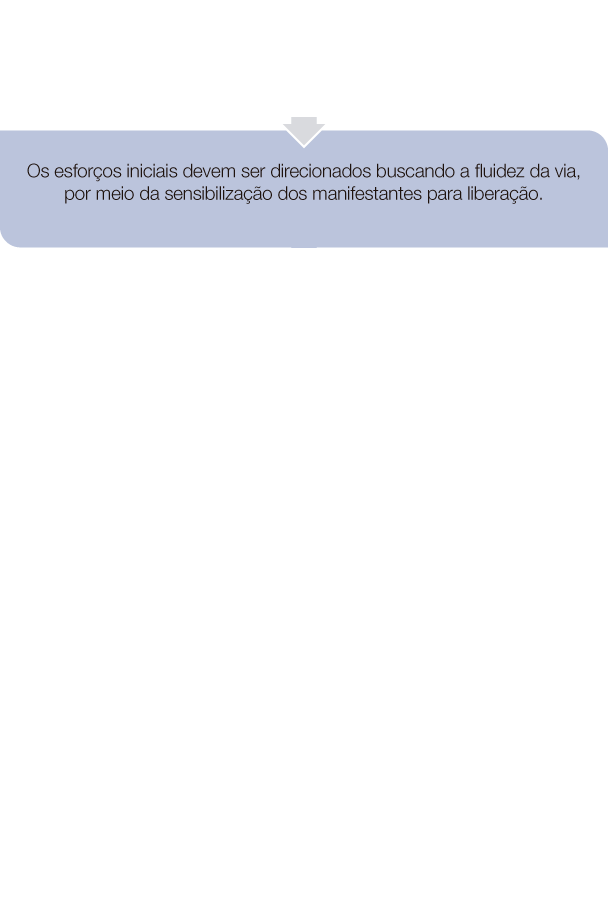 Os esforços iniciais devem ser direcionados buscando a fluidez da via,
por meio da sensibilização dos manifestantes para liberação.